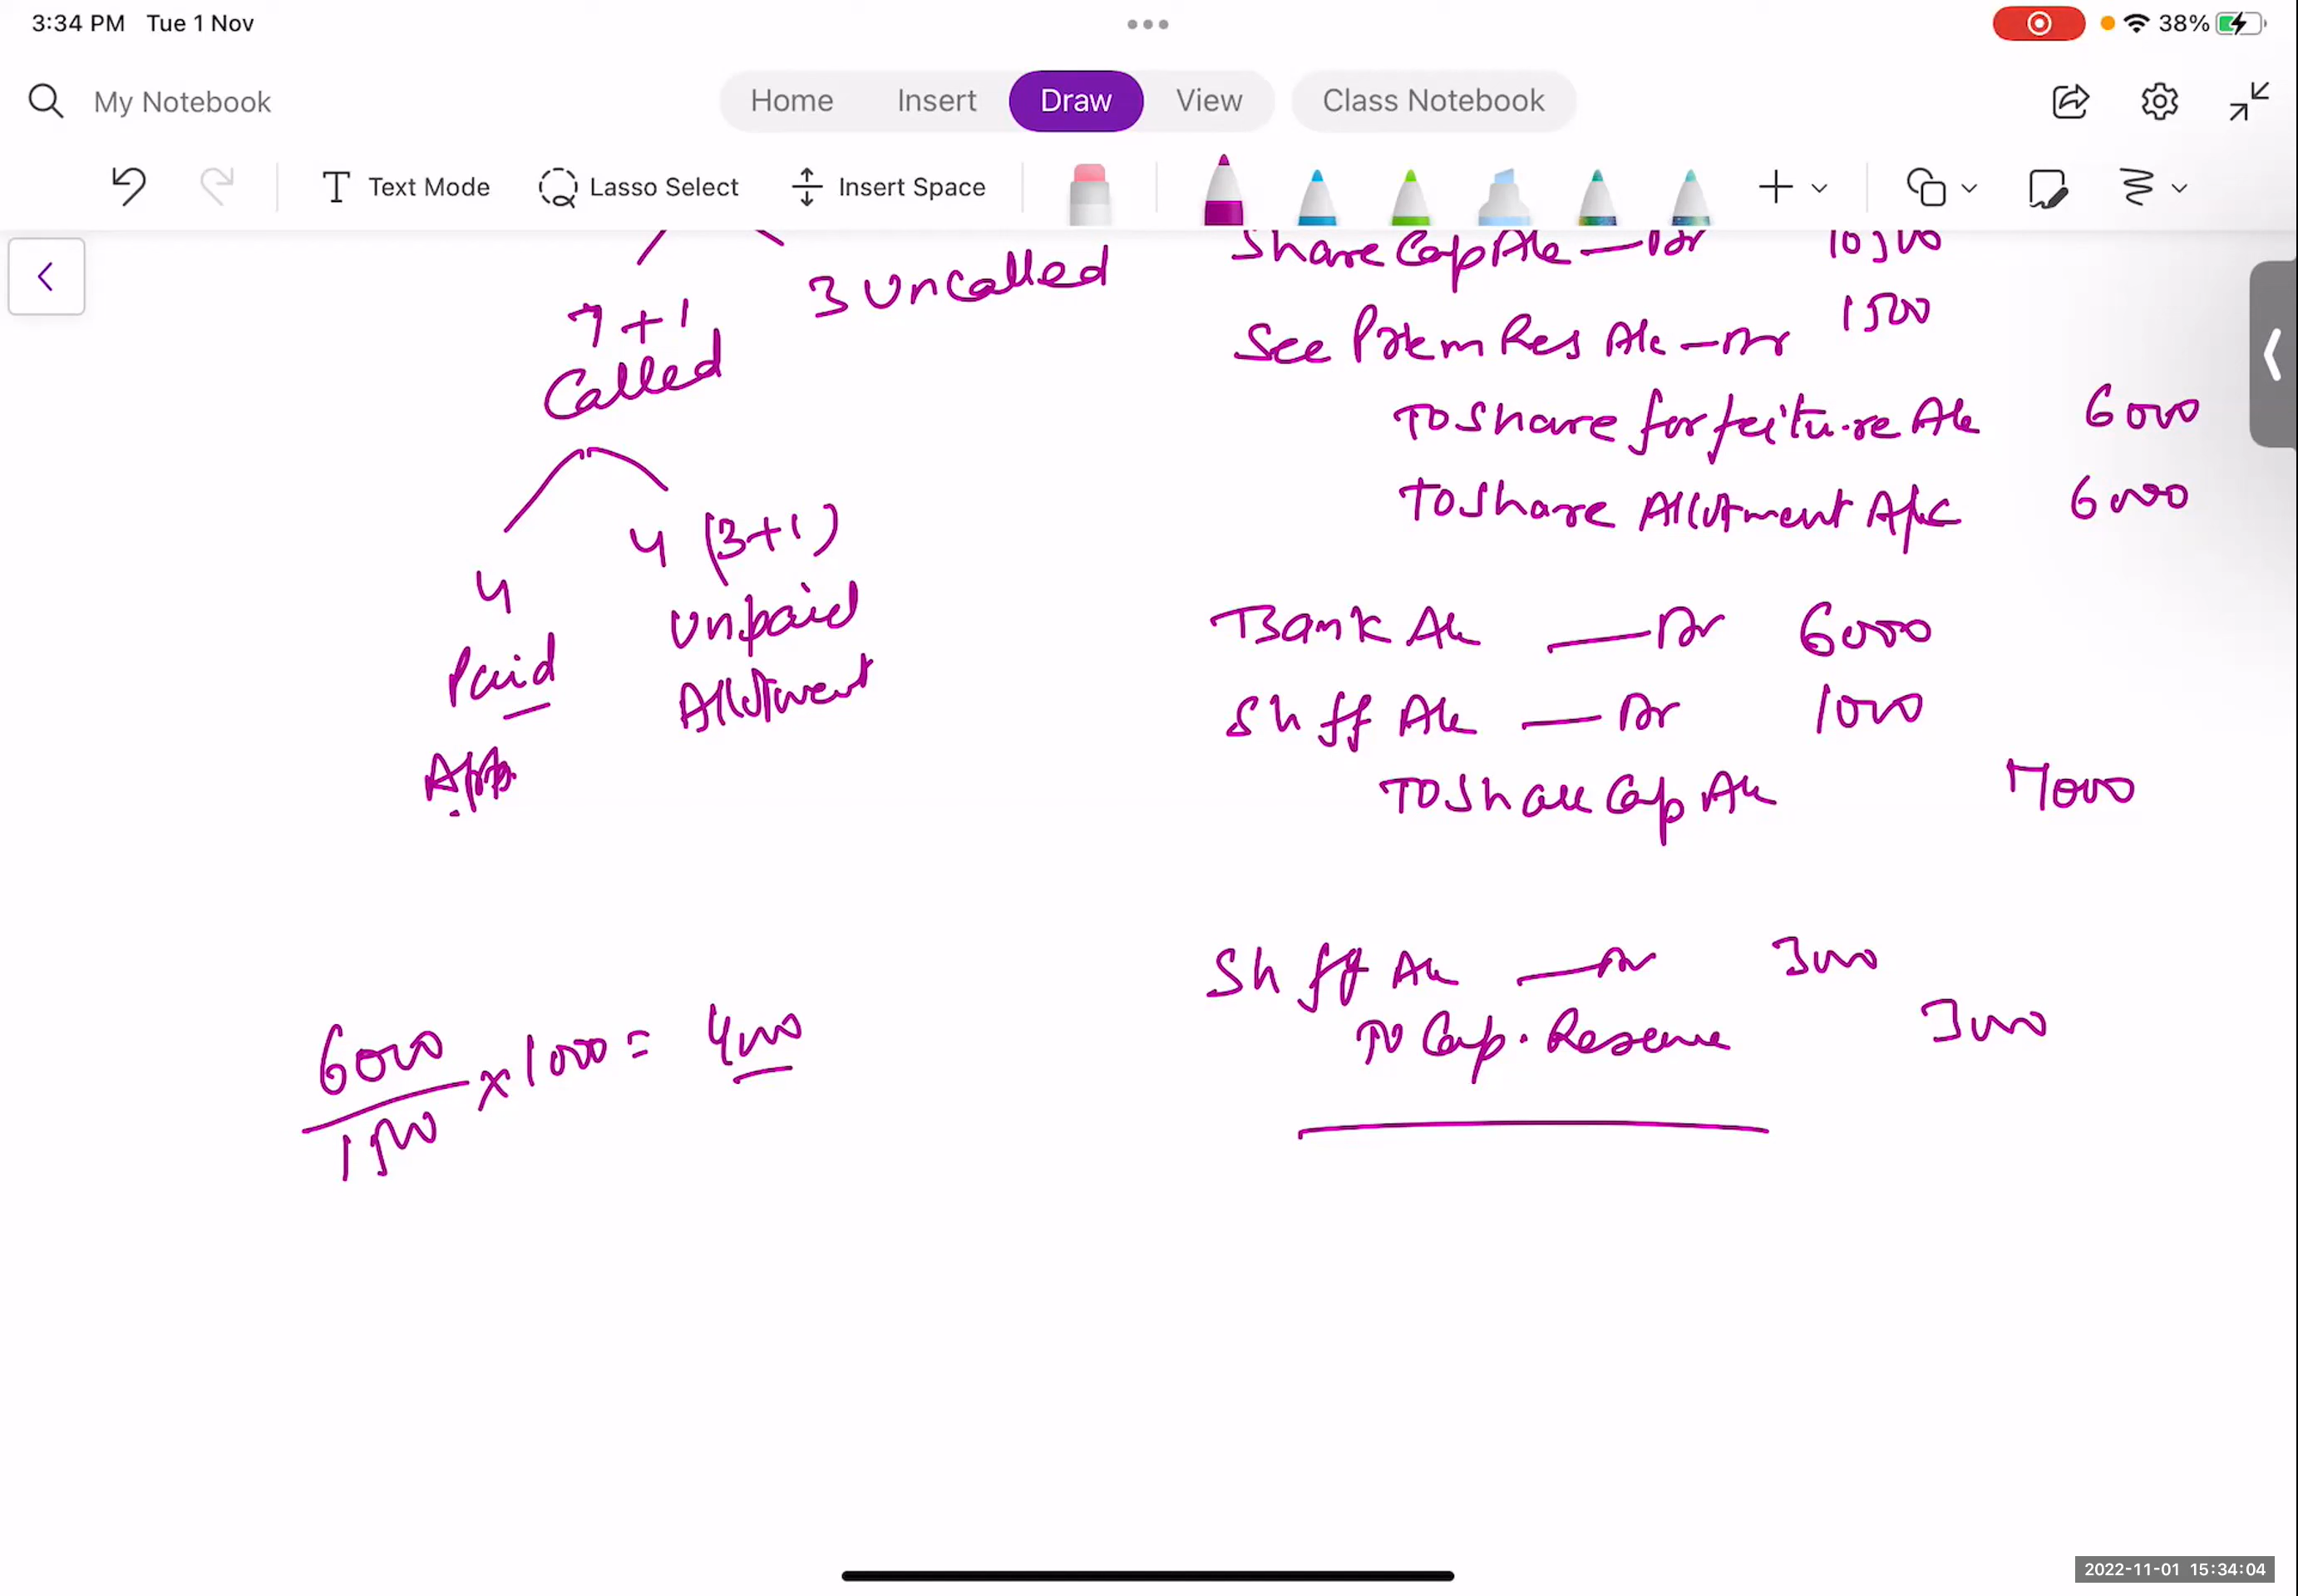 3:34 PM Tue 1 Nov
38%
My Notebook
Home Insert Draw View Class Notebook
Text Mode Lasso Select Insert Space
3 Uncalled
7 + 1
Called
4
Paid
4 (3+1)
Unpaid
Allotment
6000
1500
× 1000 = 4000
Share Cap A/c — Dr 10500
Sec Prem Res A/c — Dr 1500
To Share forfeiture A/c 6000
To Share Allotment A/c 6000
Bank A/c — Dr 6000
Sh ff A/c — Dr 1000
To Share Cap A/c 7000
Sh ff A/c — Dr 3000
To Cap. Reserve 3000
2022-11-01 15:34:04